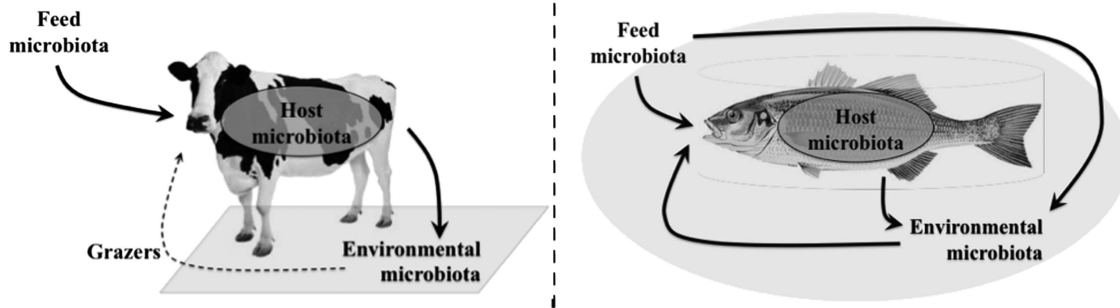 Feed
microbiota
Host
microbiota
Grazers
Environmental
microbiota
Feed
microbiota
Host
microbiota
Environmental
microbiota